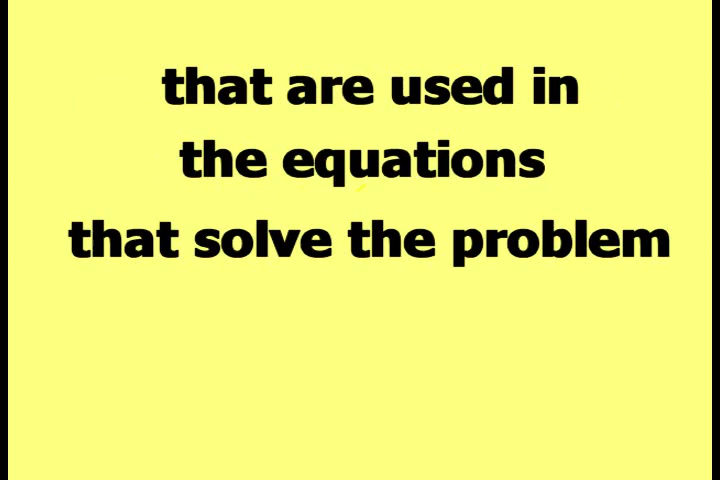 that are used in
the equations
that solve the problem